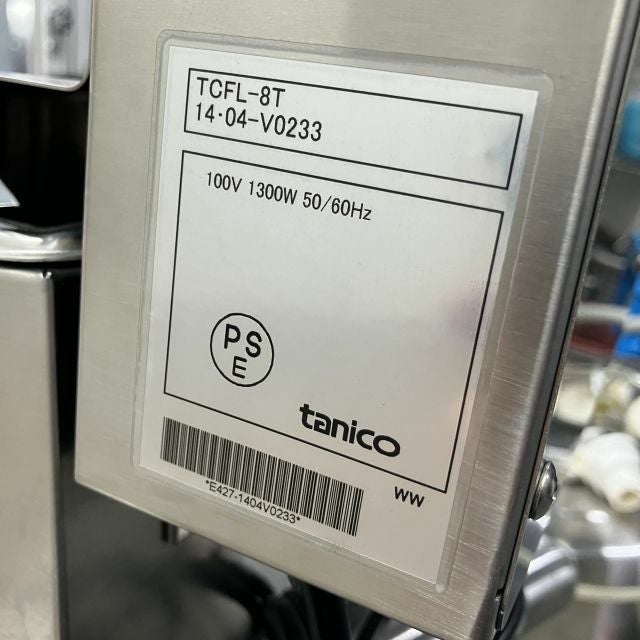 TCFL-8T
14・04-V0233
100V 1300W 50/60Hz
PS
E
tanico
WW
*E427-1404V0233*